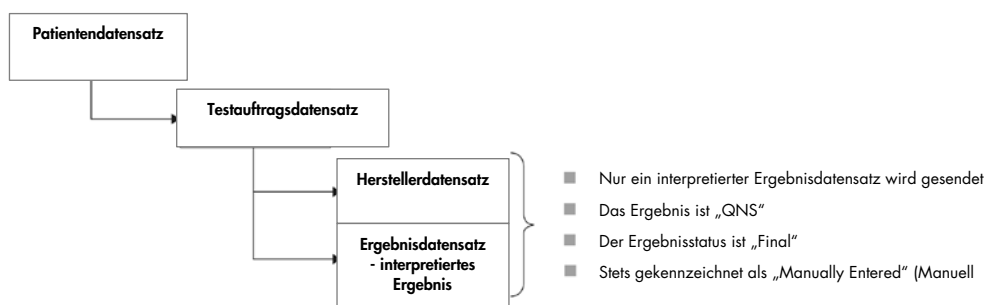 Patientendatensatz
Testauftragsdatensatz
Herstellerdatensatz
Ergebnisdatensatz
- interpretiertes
Ergebnis
Nur ein interpretierter Ergebnisdatensatz wird gesendet
Das Ergebnis ist „QNS“
Der Ergebnisstatus ist „Final“
Stets gekennzeichnet als „Manually Entered“ (Manuell